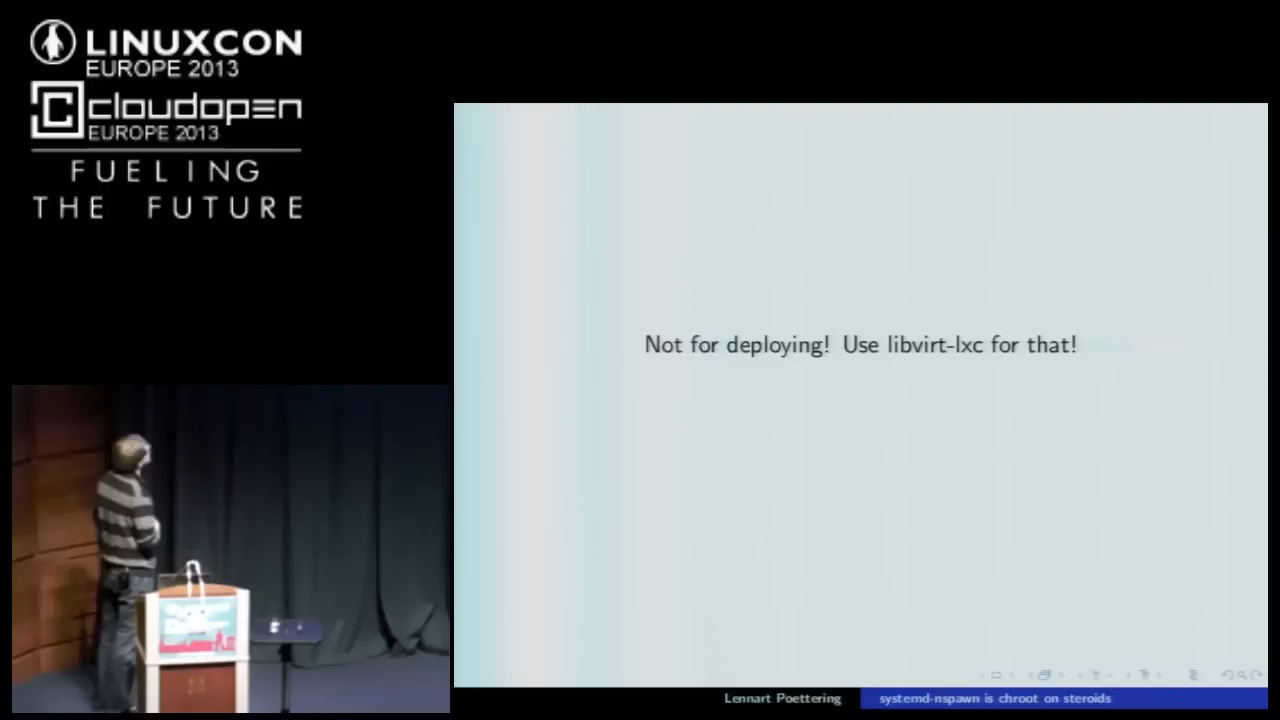 LINUXCON
EUROPE 2013
cloudopen
EUROPE 2013
FUELING
THE FUTURE
Not for deploying! Use libvirt-lxc for that!
Lennart Poettering
systemd-nspawn is chroot on steroids